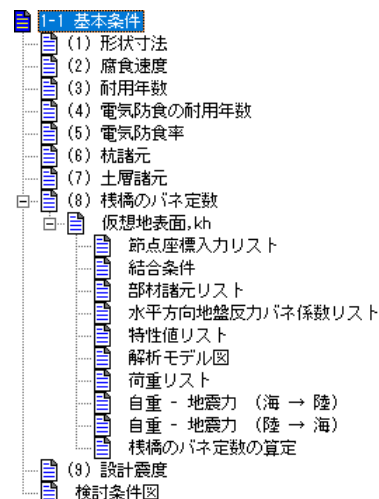 1-1 基本条件
(1) 形状寸法
(2) 腐食速度
(3) 耐用年数
(4) 電気防食の耐用年数
(5) 電気防食率
(6) 杭諸元
(7) 土層諸元
(8) 桟橋のバネ定数
仮想地表面,kh
節点座標入力リスト
結合条件
部材諸元リスト
水平方向地盤反力バネ係数リスト
特性値リスト
解析モデル図
荷重リスト
自重 - 地震力 (海 → 陸)
自重 - 地震力 (陸 → 海)
桟橋のバネ定数の算定
(9) 設計震度
検討条件図